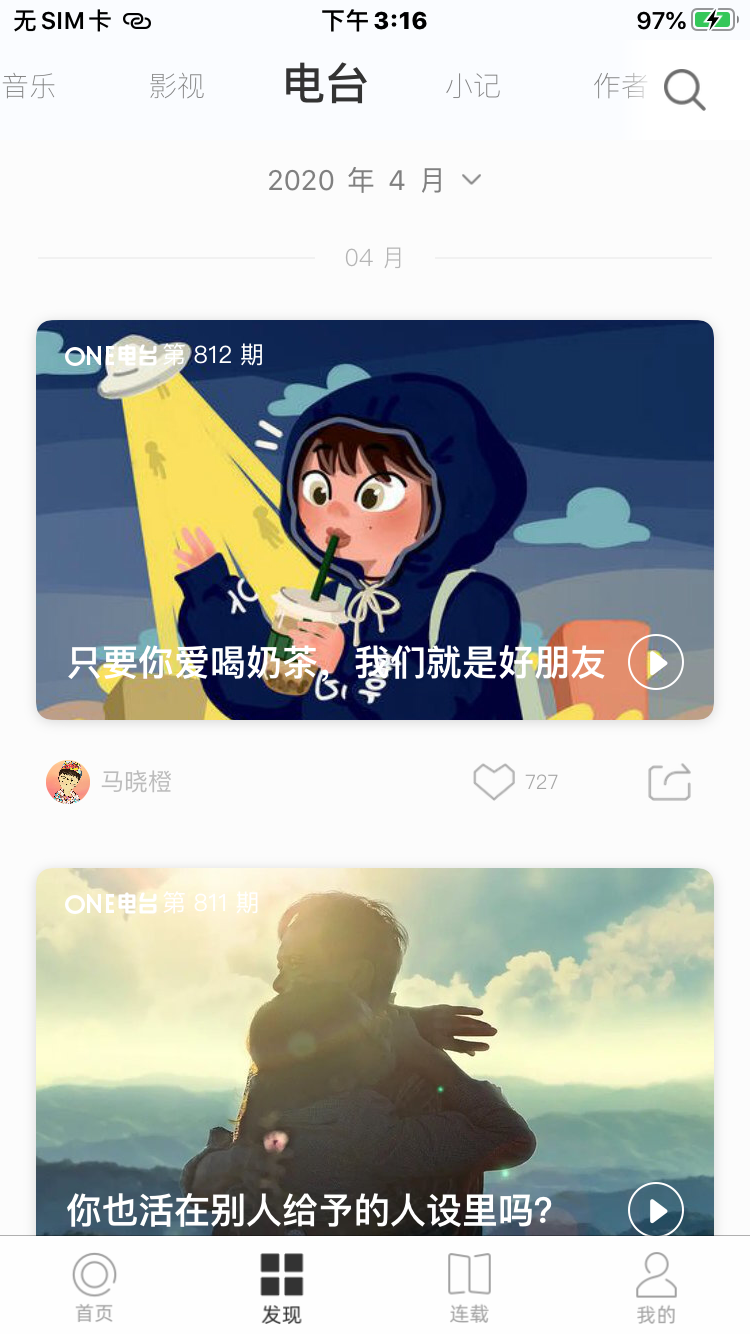 无SIM卡
下午3:16
97%
音乐
影视
电台
小记
作者
2020 年 4 月
04 月
ONE电台 第 812 期
只要你爱喝奶茶，我们就是好朋友
马晓橙
727
ONE电台 第 811 期
你也活在别人给予的人设里吗?
首页
发现
连载
我的